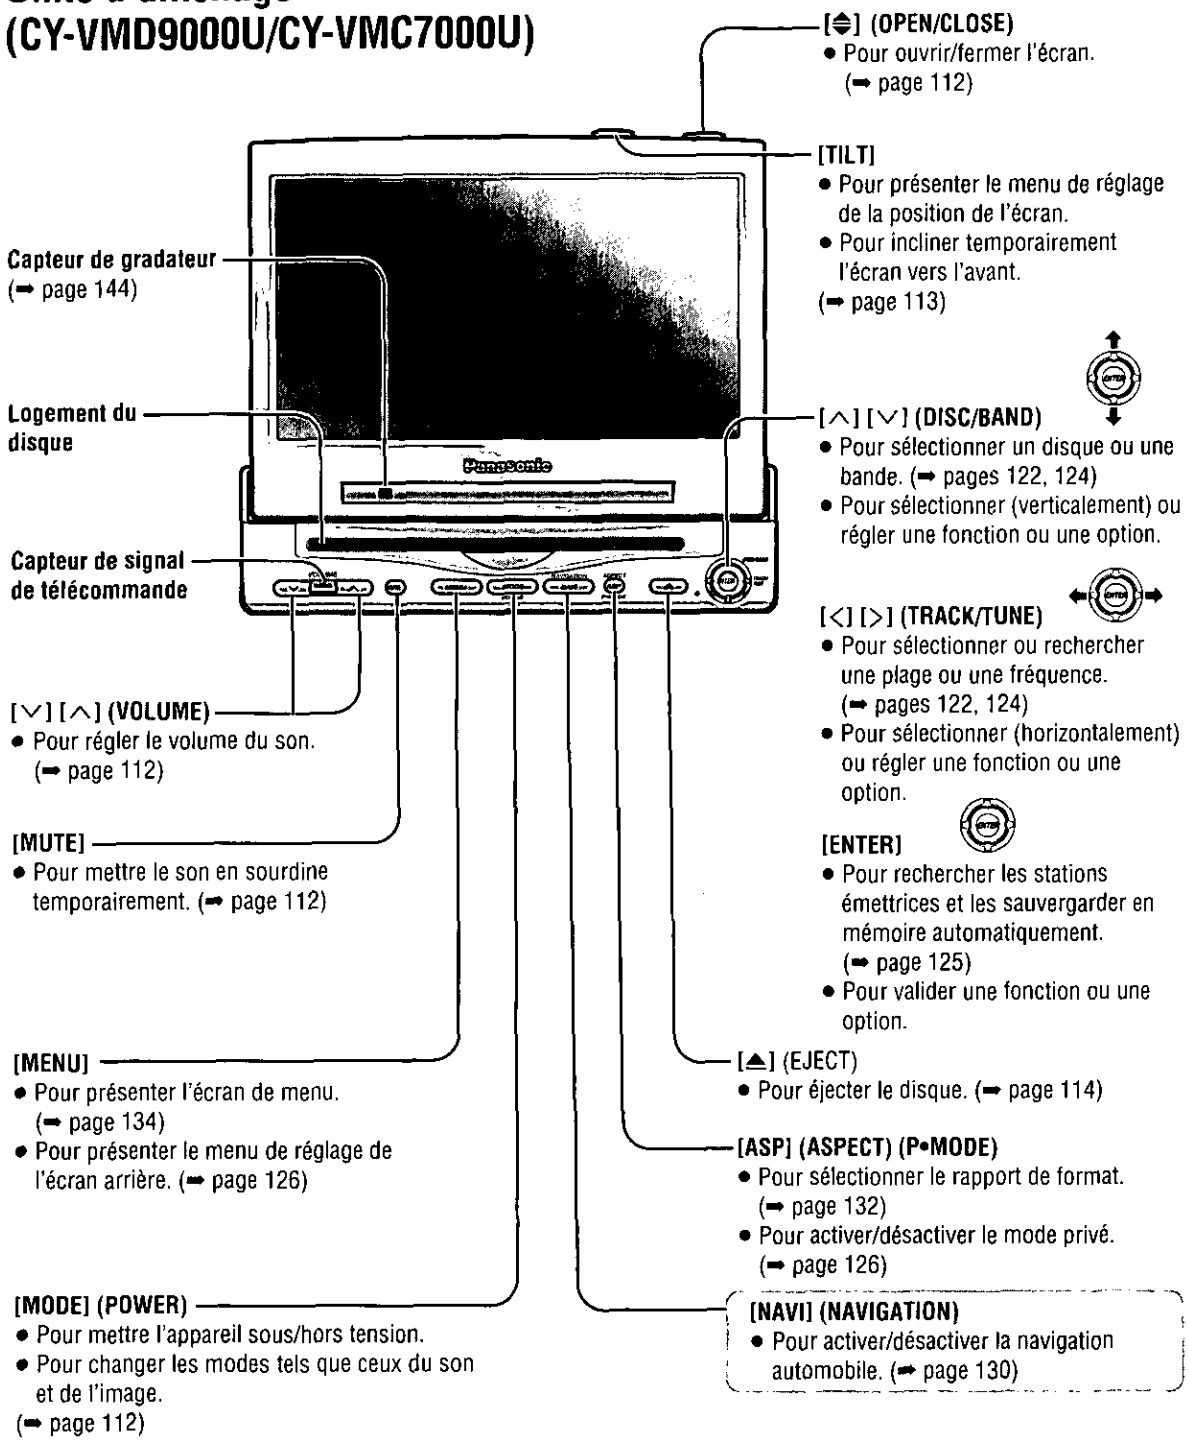 (CY-VMD9000U/CY-VMC7000U)
[⏏] (OPEN/CLOSE)
● Pour ouvrir/fermer l'écran.
(➡ page 112)
[TILT]
● Pour présenter le menu de réglage
de la position de l'écran.
● Pour incliner temporairement
l'écran vers l'avant.
(➡ page 113)
Capteur de gradateur
(➡ page 144)
Logement du
disque
Capteur de signal
de télécommande
Panasonic
VOLUME
NAVIGATION
ASPECT
ENTER
[∧] [∨] (DISC/BAND)
● Pour sélectionner un disque ou une
bande. (➡ pages 122, 124)
● Pour sélectionner (verticalement) ou
régler une fonction ou une option.
ENTER
[<] [>] (TRACK/TUNE)
● Pour sélectionner ou rechercher
une plage ou une fréquence.
(➡ pages 122, 124)
● Pour sélectionner (horizontalement)
ou régler une fonction ou une
option.
ENTER
[ENTER]
● Pour rechercher les stations
émettrices et les sauvergarder en
mémoire automatiquement.
(➡ page 125)
● Pour valider une fonction ou une
option.
ENTER
[∨] [∧] (VOLUME)
● Pour régler le volume du son.
(➡ page 112)
[MUTE]
● Pour mettre le son en sourdine
temporairement. (➡ page 112)
[MENU]
● Pour présenter l'écran de menu.
(➡ page 134)
● Pour présenter le menu de réglage de
l'écran arrière. (➡ page 126)
[MODE] (POWER)
● Pour mettre l'appareil sous/hors tension.
● Pour changer les modes tels que ceux du son
et de l'image.
(➡ page 112)
[⏏] (EJECT)
● Pour éjecter le disque. (➡ page 114)
[ASP] (ASPECT) (P•MODE)
● Pour sélectionner le rapport de format.
(➡ page 132)
● Pour activer/désactiver le mode privé.
(➡ page 126)
[NAVI] (NAVIGATION)
● Pour activer/désactiver la navigation
automobile. (➡ page 130)